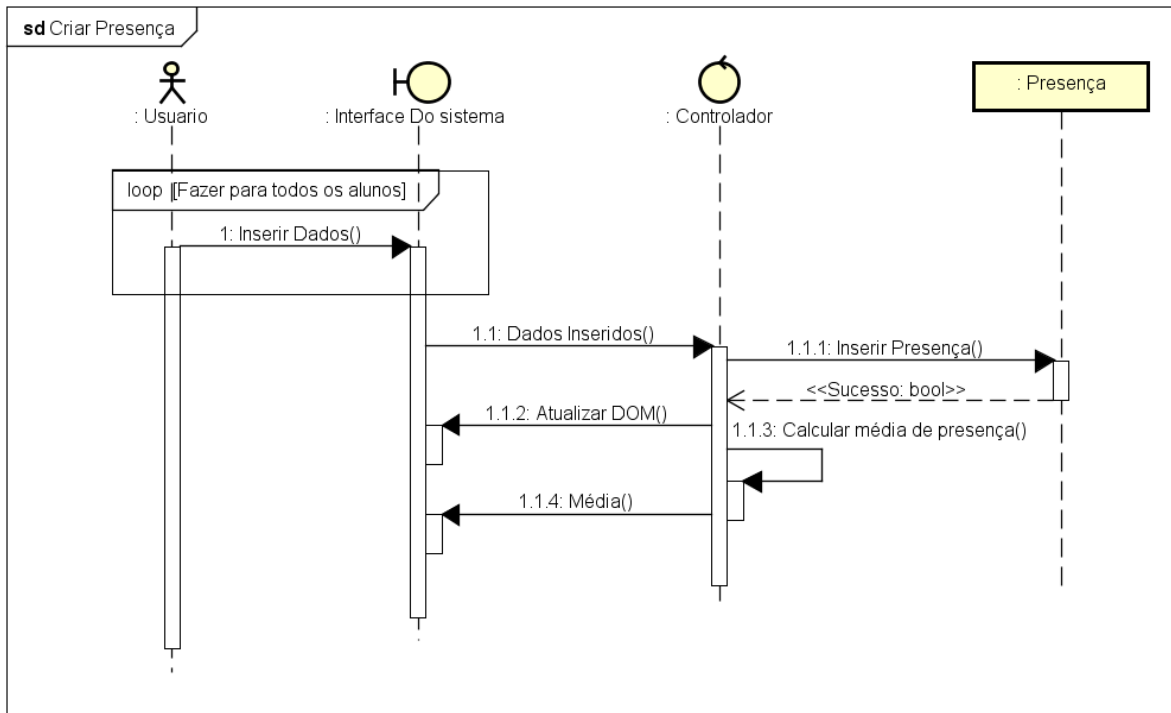 sd Criar Presença
: Usuario
: Interface Do sistema
: Controlador
: Presença
loop [Fazer para todos os alunos]
1: Inserir Dados()
1.1: Dados Inseridos()
1.1.1: Inserir Presença()
<<Sucesso: bool>>
1.1.2: Atualizar DOM()
1.1.3: Calcular média de presença()
1.1.4: Média()